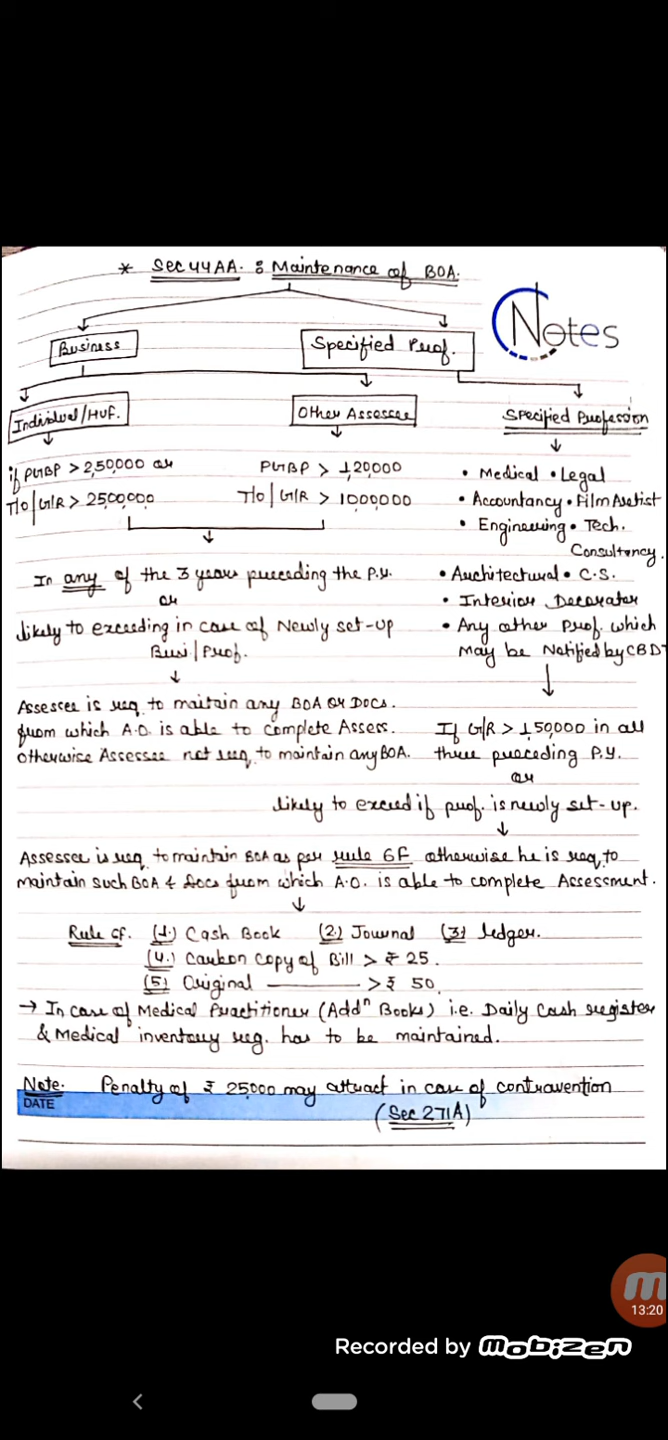 * Sec 44AA. : Maintenance of BOA.
Notes
Business
Specified Prof.
Individual/HUF.
Other Assessee
Specified Profession
if PGBP > 2,50,000 or
T/O | G/R > 2500,000
PGBP > 1,20,000
T/O | G/R > 10,00,000
• Medical • Legal
• Accountancy • Film Artist
• Engineering • Tech.
Consultancy.
• Architectural • C.S.
• Interior Decorator
• Any other Prof. which
may be Notified by CBDT
In any of the 3 years preceding the P.y.
or
likely to exceeding in case of Newly set-up
Busi/Prof.
Assessee is req. to maitain any BOA or DOCS.
from which A.O. is able to complete Assess.
otherwise Assessee not req. to maintain any BOA.
If G/R > 1,50,000 in all
three preceding P.Y.
or
likely to exceed if prof. is newly set-up.
Assessee is req. to maintain BOA as per rule 6F otherwise he is req. to
maintain such BOA & Docs from which A.O. is able to complete Assessment.
Rule 6F. (1.) Cash Book (2.) Journal (3) ledger.
(4.) Carbon Copy of Bill > ₹ 25.
(5) Original ———— > ₹ 50.
→ In case of Medical Practitioner (Addⁿ Books) i.e. Daily Cash register
& Medical inventory reg. has to be maintained.
Note: Penalty of ₹ 25,000 may attract in case of contravention
DATE
(Sec 271A)
13:20
Recorded by mobizen